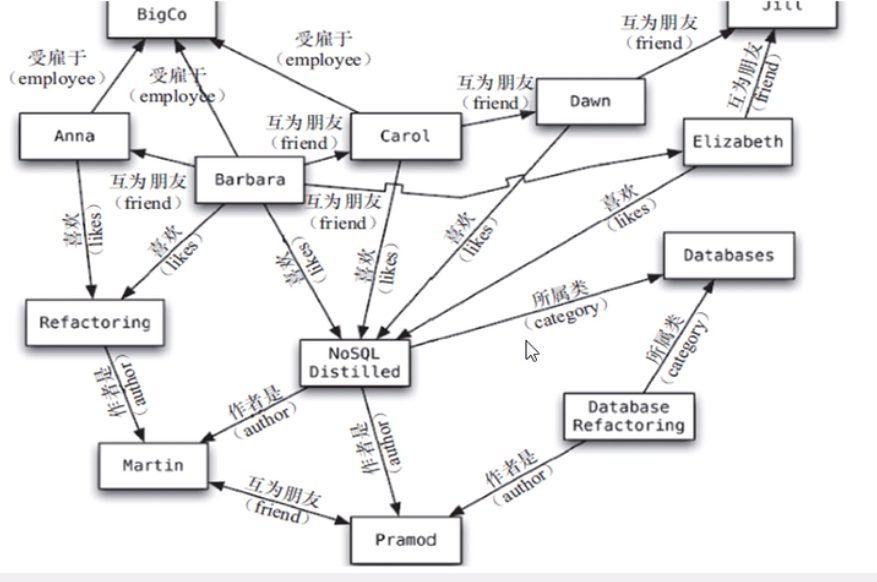 BigCo
Jill
受雇于
（employee）
受雇于
（employee）
受雇于
（employee）
互为朋友
（friend）
互为朋友
（friend）
互为朋友
（friend）
Anna
Carol
Dawn
Elizabeth
互为朋友
（friend）
Barbara
互为朋友
（friend）
互为朋友
（friend）
喜欢
（likes）
喜欢
（likes）
喜欢
（likes）
喜欢
（likes）
喜欢
（likes）
喜欢
（likes）
Databases
Refactoring
所属类
（category）
所属类
（category）
NoSQL
Distilled
作者是
（author）
作者是
（author）
作者是
（author）
Database
Refactoring
Martin
作者是
（author）
互为朋友
（friend）
Pramod